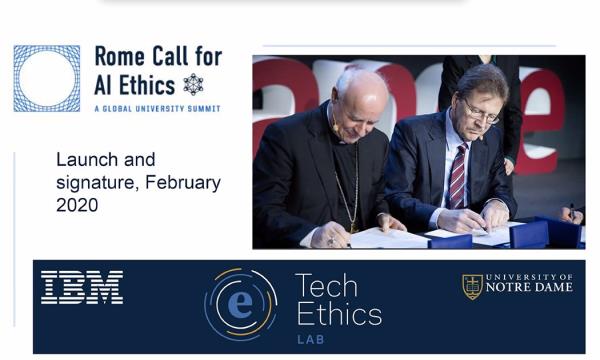 Rome Call for
AI Ethics
A GLOBAL UNIVERSITY SUMMIT
Launch and
signature, February
2020
IBM
e
Tech
Ethics
LAB
UNIVERSITY OF
NOTRE DAME